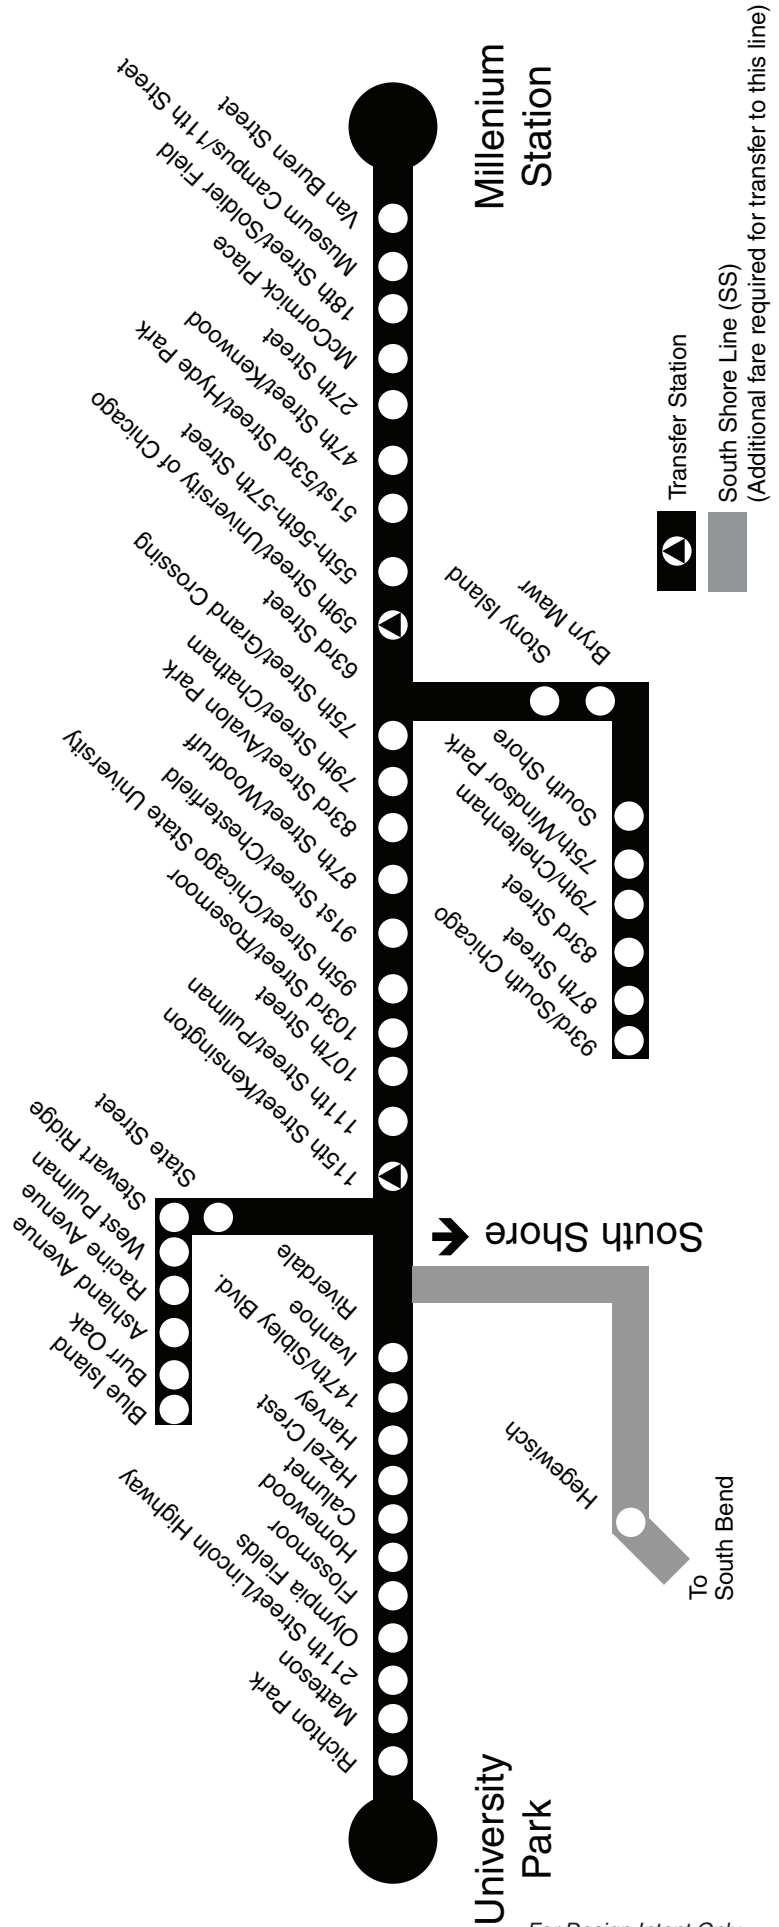 Millenium
Station
Van Buren Street
Museum Campus/11th Street
18th Street/Soldier Field
McCormick Place
27th Street
47th Street/Kenwood
51st/53rd Street/Hyde Park
55th-56th-57th Street
59th Street/University of Chicago
63rd Street
75th Street/Grand Crossing
79th Street/Chatham
83rd Street/Avalon Park
87th Street/Woodruff
91st Street/Chesterfield
95th Street/Chicago State University
103rd Street/Rosemoor
107th Street
111th Street/Pullman
115th Street/Kensington
Riverdale
Ivanhoe
147th/Sibley Blvd.
Harvey
Hazel Crest
Calumet
Homewood
Flossmoor
Olympia Fields
211th Street/Lincoln Highway
Matteson
Richton Park
University
Park
Stony Island
Bryn Mawr
South Shore
75th/Windsor Park
79th/Cheltenham
83rd Street
87th Street
93rd/South Chicago
State Street
Stewart Ridge
West Pullman
Racine Avenue
Ashland Avenue
Burr Oak
Blue Island
South Shore
Hegewisch
To
South Bend
Transfer Station
South Shore Line (SS)
(Additional fare required for transfer to this line)
For Design Intent Only